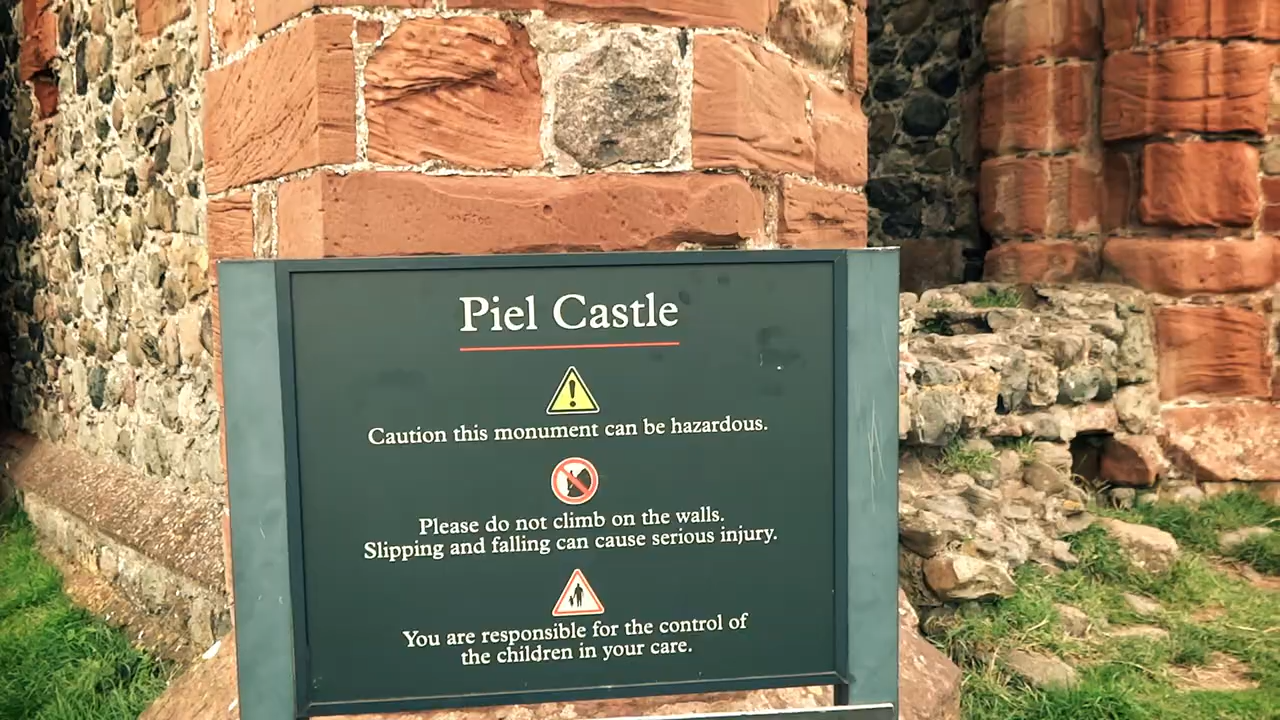 Piel Castle
Caution this monument can be hazardous.
Please do not climb on the walls.
Slipping and falling can cause serious injury.
You are responsible for the control of
the children in your care.